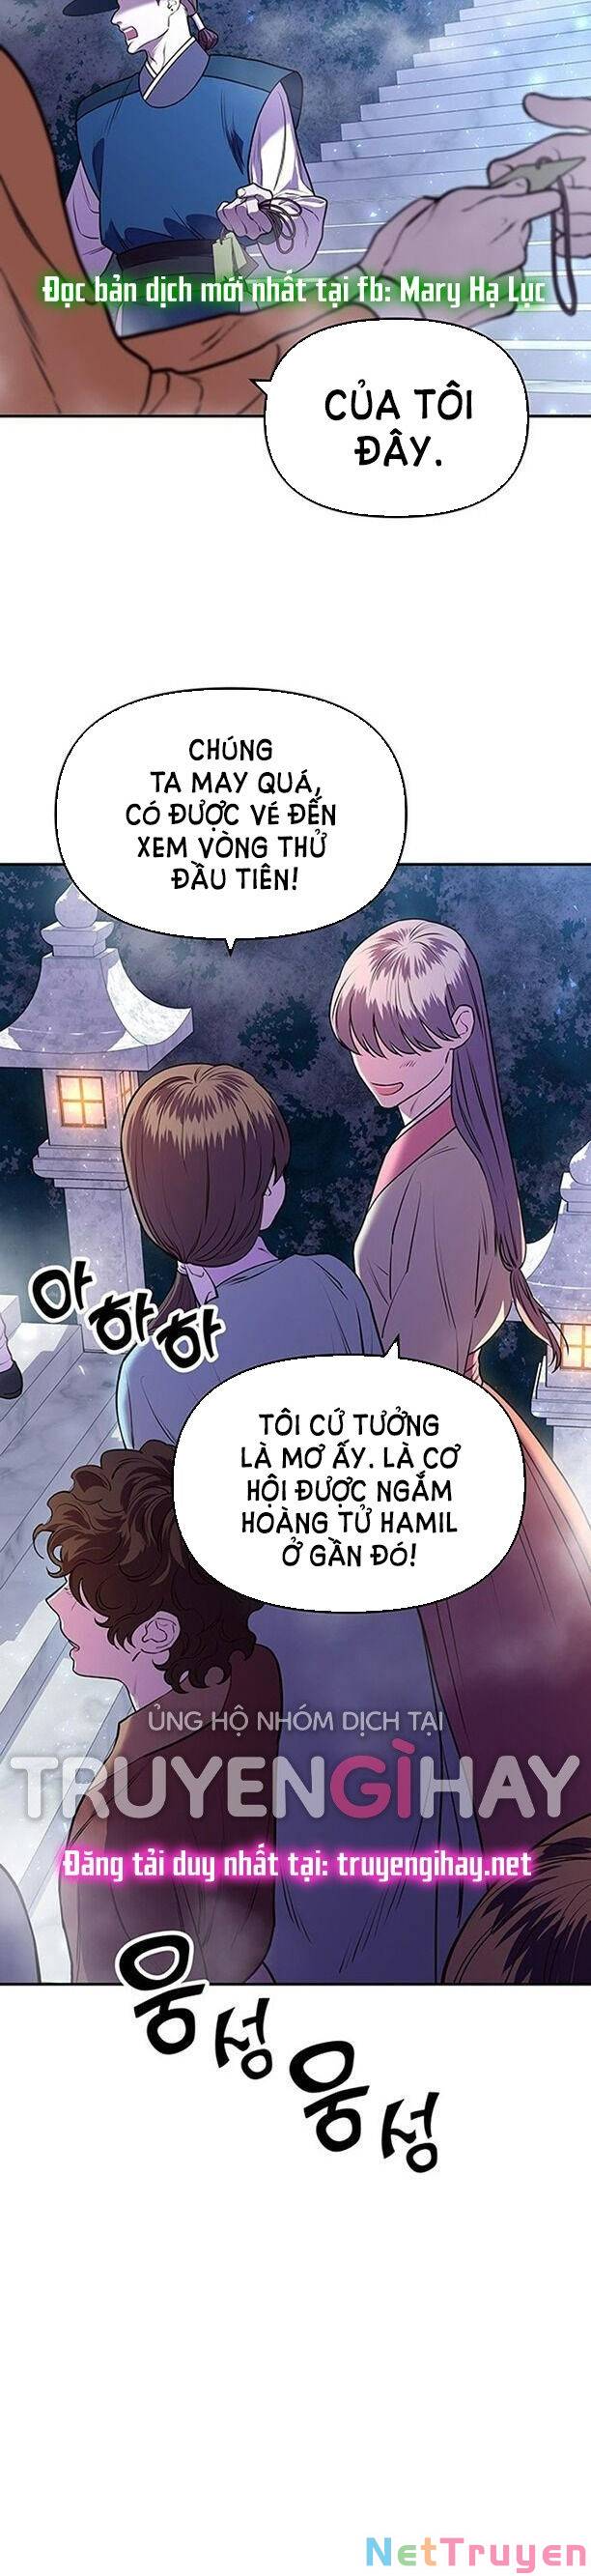 Đọc bản dịch mới nhất tại fb: Mary Hạ Lục
CỦA TÔI
ĐÂY.
CHÚNG
TA MAY QUÁ,
CÓ ĐƯỢC VÉ ĐẾN
XEM VÒNG THỬ
ĐẦU TIÊN!
아하하
TÔI CỨ TƯỞNG
LÀ MƠ ẤY. LÀ CƠ
HỘI ĐƯỢC NGẮM
HOÀNG TỬ HAMIL
Ở GẦN ĐÓ!
ỦNG HỘ NHÓM DỊCH TẠI
TRUYENGÌHAY
Đăng tải duy nhất tại: truyengihay.net
웅성웅성
NetTruyen